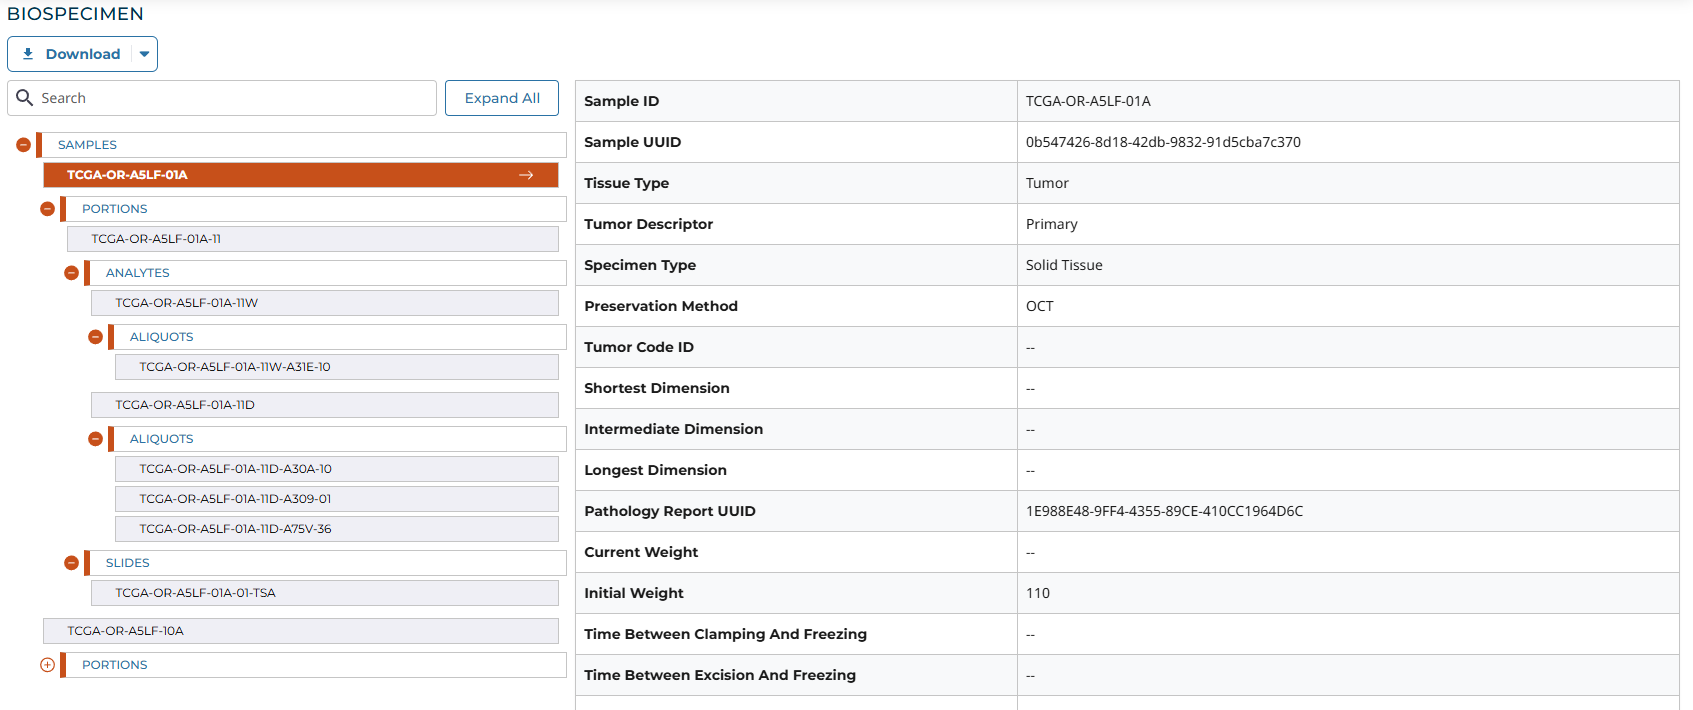 BIOSPECIMEN
Download
Search
Expand All
SAMPLES
TCGA-OR-A5LF-01A
PORTIONS
TCGA-OR-A5LF-01A-11
ANALYTES
TCGA-OR-A5LF-01A-11W
ALIQUOTS
TCGA-OR-A5LF-01A-11W-A31E-10
TCGA-OR-A5LF-01A-11D
ALIQUOTS
TCGA-OR-A5LF-01A-11D-A30A-10
TCGA-OR-A5LF-01A-11D-A309-01
TCGA-OR-A5LF-01A-11D-A75V-36
SLIDES
TCGA-OR-A5LF-01A-01-TSA
TCGA-OR-A5LF-10A
PORTIONS
Sample ID TCGA-OR-A5LF-01A
Sample UUID 0b547426-8d18-42db-9832-91d5cba7c370
Tissue Type Tumor
Tumor Descriptor Primary
Specimen Type Solid Tissue
Preservation Method OCT
Tumor Code ID --
Shortest Dimension --
Intermediate Dimension --
Longest Dimension --
Pathology Report UUID 1E988E48-9FF4-4355-89CE-410CC1964D6C
Current Weight --
Initial Weight 110
Time Between Clamping And Freezing --
Time Between Excision And Freezing --